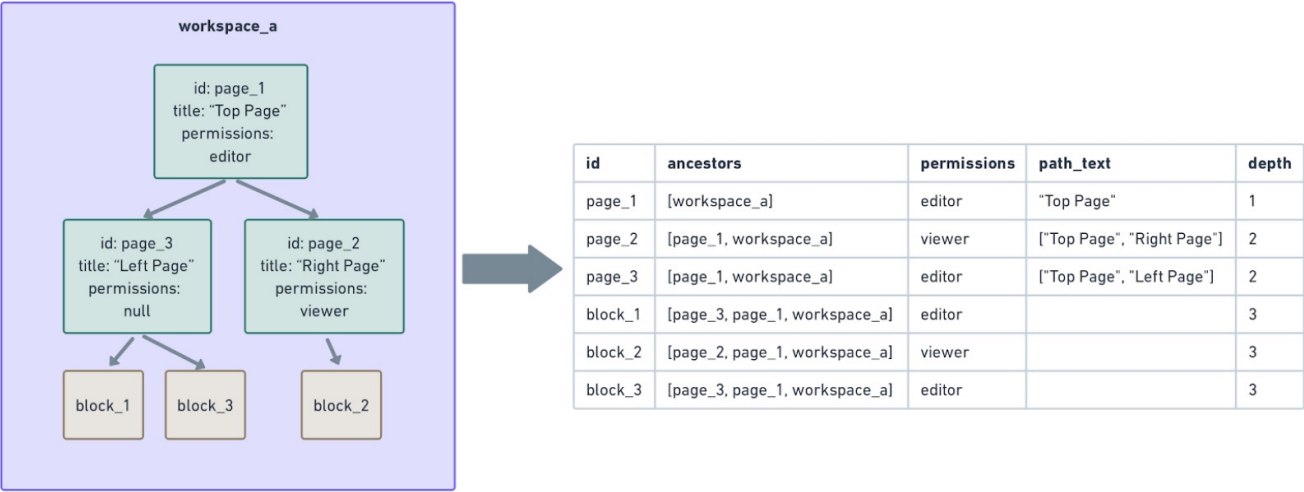 workspace_a
id: page_1
title: “Top Page”
permissions:
editor
id: page_3
title: “Left Page”
permissions:
null
id: page_2
title: “Right Page”
permissions:
viewer
block_1
block_3
block_2
id ancestors permissions path_text depth
page_1 [workspace_a] editor "Top Page" 1
page_2 [page_1, workspace_a] viewer ["Top Page", "Right Page"] 2
page_3 [page_1, workspace_a] editor ["Top Page", "Left Page"] 2
block_1 [page_3, page_1, workspace_a] editor 3
block_2 [page_2, page_1, workspace_a] viewer 3
block_3 [page_3, page_1, workspace_a] editor 3